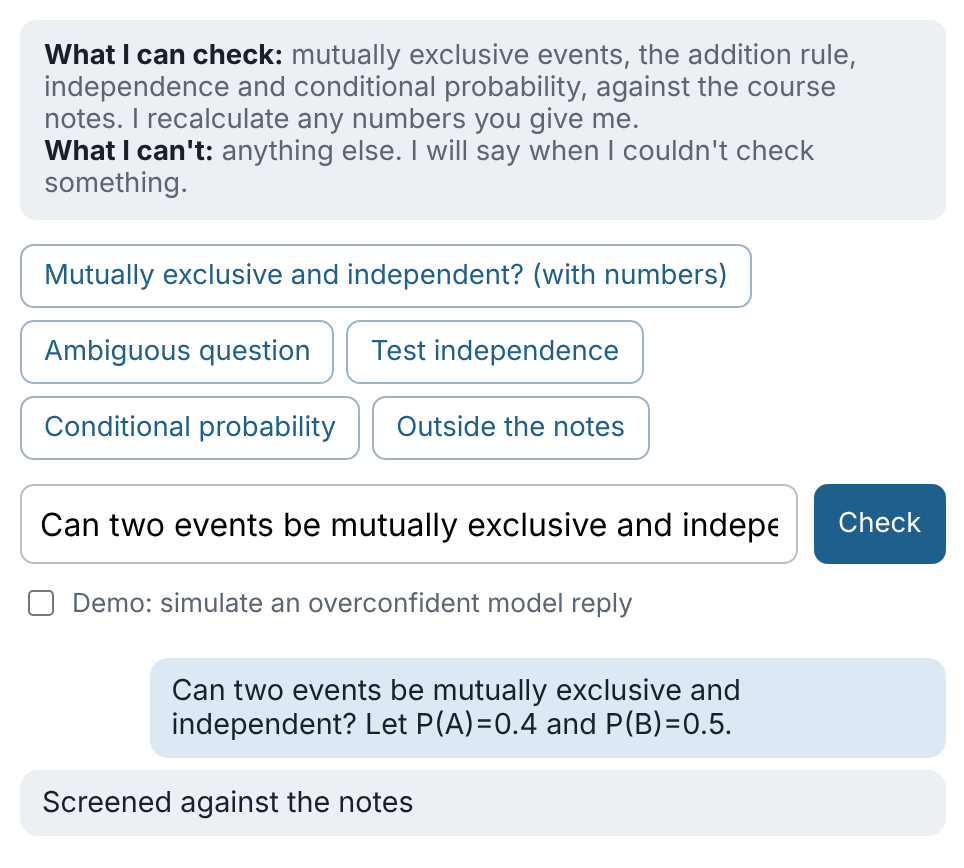 What I can check: mutually exclusive events, the addition rule,
independence and conditional probability, against the course
notes. I recalculate any numbers you give me.
What I can't: anything else. I will say when I couldn't check
something.
Mutually exclusive and independent? (with numbers)
Ambiguous question
Test independence
Conditional probability
Outside the notes
Can two events be mutually exclusive and indepe
Check
Demo: simulate an overconfident model reply
Can two events be mutually exclusive and
independent? Let P(A)=0.4 and P(B)=0.5.
Screened against the notes